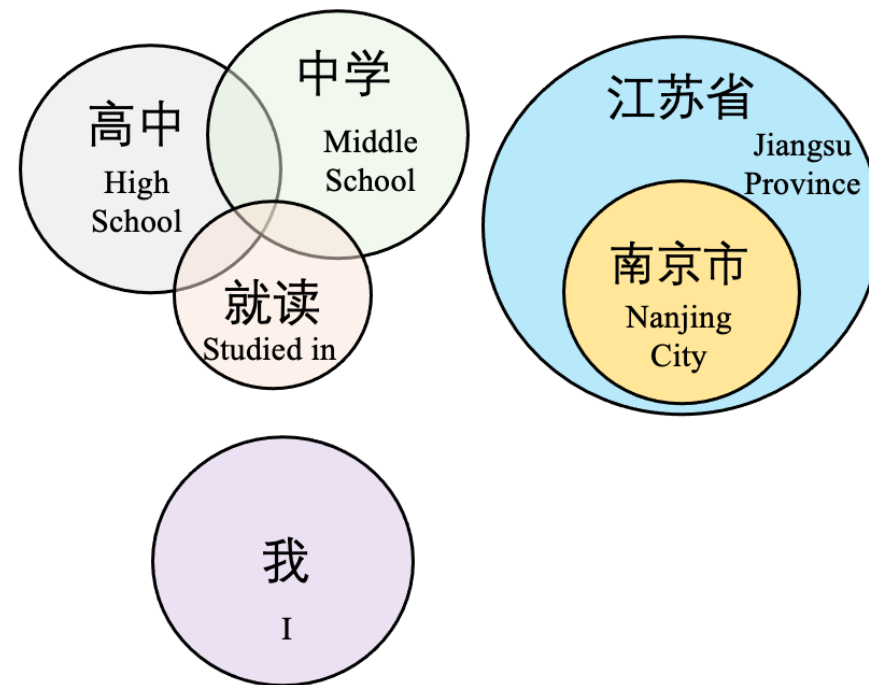 高中
High
School
中学
Middle
School
就读
Studied in
江苏省
Jiangsu
Province
南京市
Nanjing
City
我
I